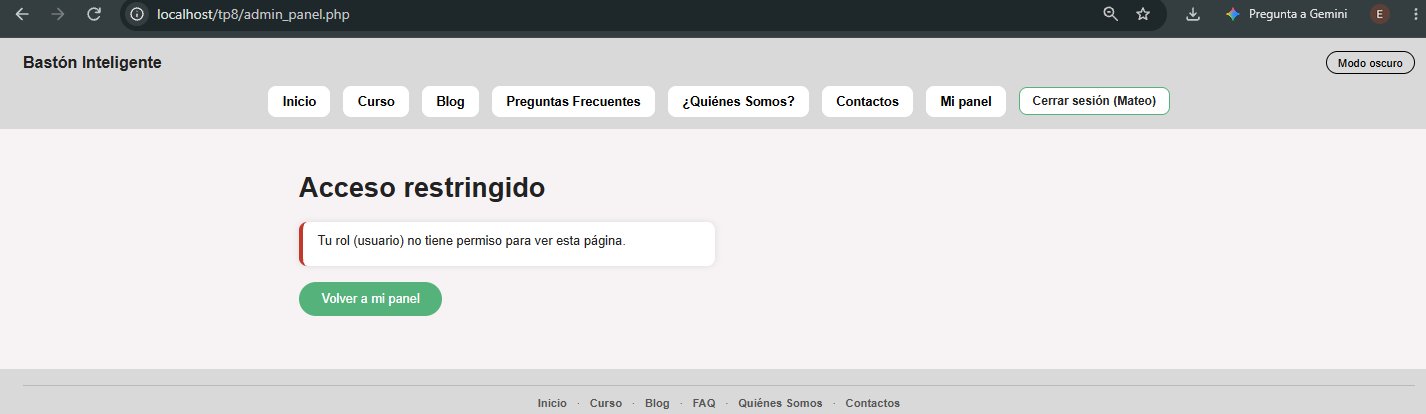 localhost/tp8/admin_panel.php
Pregunta a Gemini
E
Bastón Inteligente
Modo oscuro
Inicio
Curso
Blog
Preguntas Frecuentes
¿Quiénes Somos?
Contactos
Mi panel
Cerrar sesión (Mateo)
Acceso restringido
Tu rol (usuario) no tiene permiso para ver esta página.
Volver a mi panel
Inicio · Curso · Blog · FAQ · Quiénes Somos · Contactos